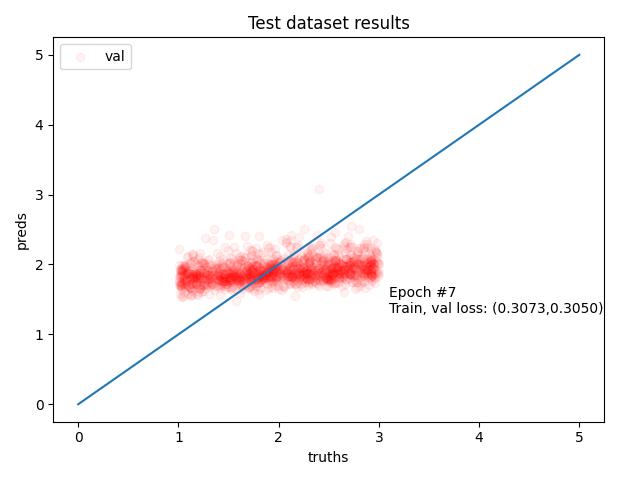 Test dataset results
val
5
4
3
2
1
0
preds
Epoch #7
Train, val loss: (0.3073,0.3050)
0 1 2 3 4 5
truths